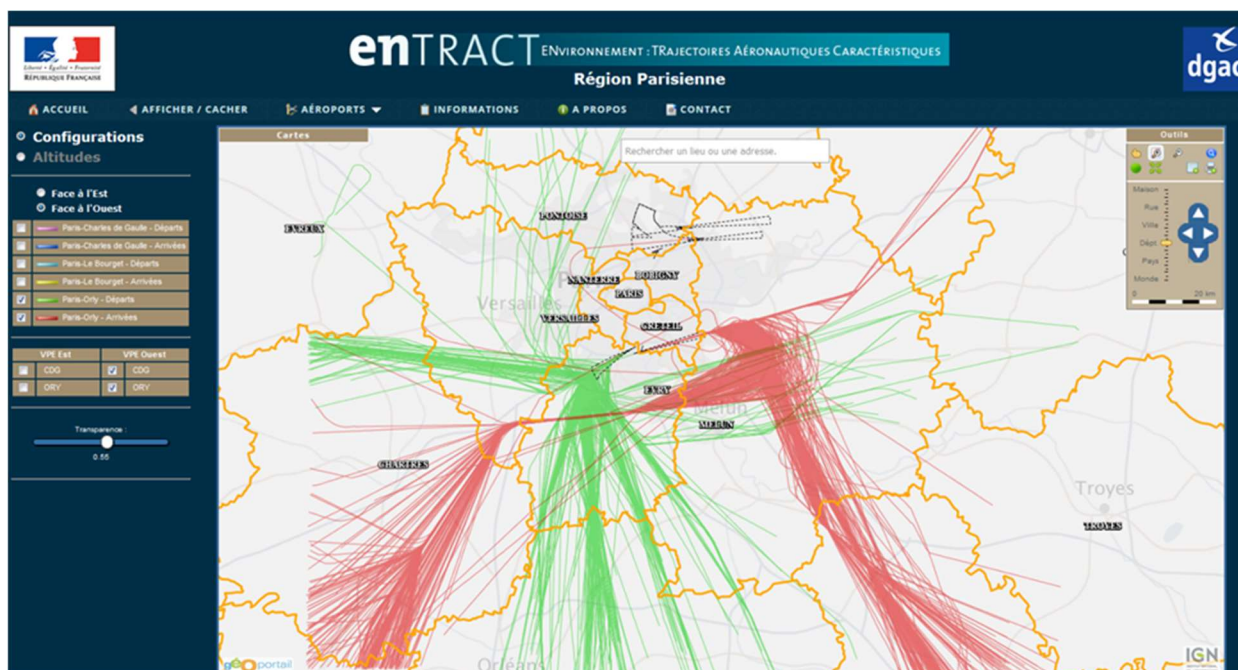 Liberté • Égalité • Fraternité
RÉPUBLIQUE FRANÇAISE
enTRACT ENVIRONNEMENT : TRAJECTOIRES AÉRONAUTIQUES CARACTÉRISTIQUES
Région Parisienne
dgac
ACCUEIL AFFICHER / CACHER AÉROPORTS INFORMATIONS A PROPOS CONTACT
Configurations
Altitudes
Face à l'Est
Face à l'Ouest
Paris-Charles de Gaulle - Départs
Paris-Charles de Gaulle - Arrivées
Paris-Le Bourget - Départs
Paris-Le Bourget - Arrivées
Paris-Orly - Départs
Paris-Orly - Arrivées
VPE Est VPE Ouest
CDG CDG
ORY ORY
Transparence :
0.55
Cartes
Rechercher un lieu ou une adresse.
Outils
Maison
Rue
Ville
Dépt.
Pays
Monde
0 20 km
PONTOISE
EVREUX
NANTERRE
BOBIGNY
PARIS
Versailles
VERSAILLES
CRETEIL
EVRY
Melun
MELUN
CHARTRES
Troyes
TROYES
Orléans
géoportail
IGN